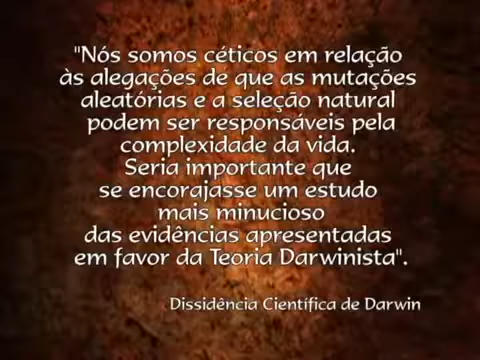 "Nós somos céticos em relação
às alegações de que as mutações
aleatórias e a seleção natural
podem ser responsáveis pela
complexidade da vida.
Seria importante que
se encorajasse um estudo
mais minucioso
das evidências apresentadas
em favor da Teoria Darwinista".
Dissidência Científica de Darwin